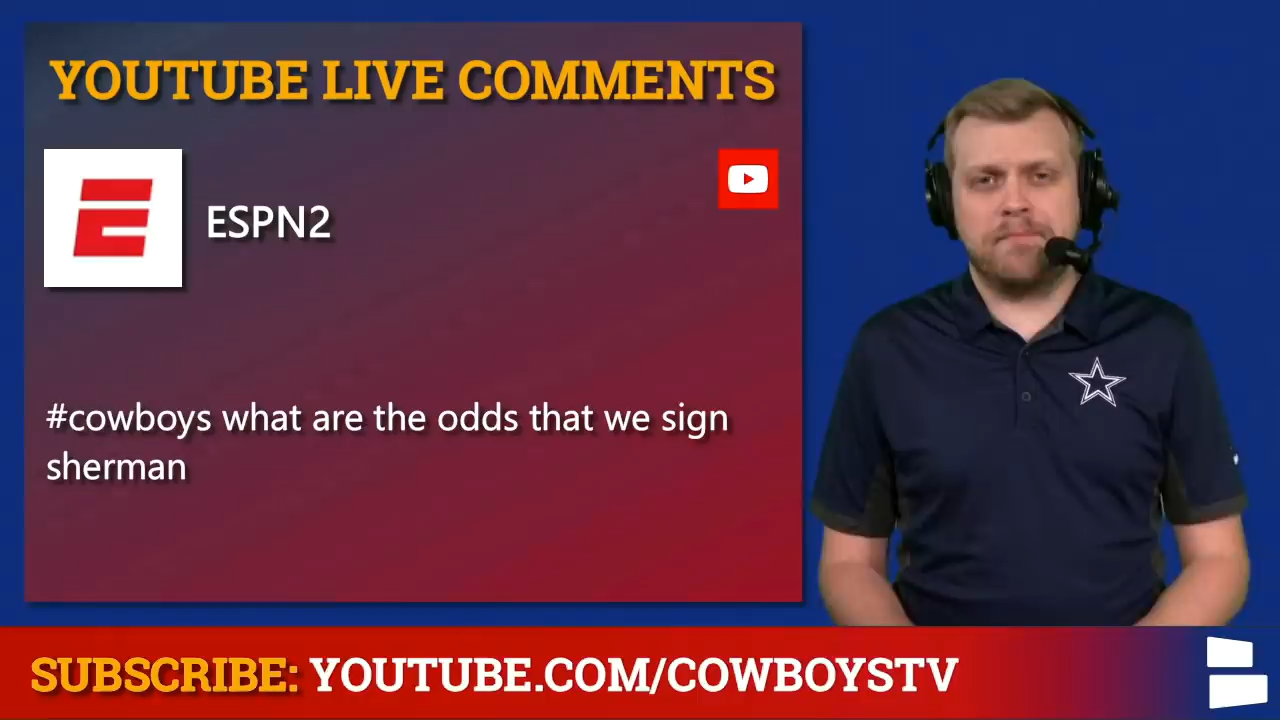 YOUTUBE LIVE COMMENTS
ESPN2
#cowboys what are the odds that we sign
sherman
SUBSCRIBE: YOUTUBE.COM/COWBOYSTV